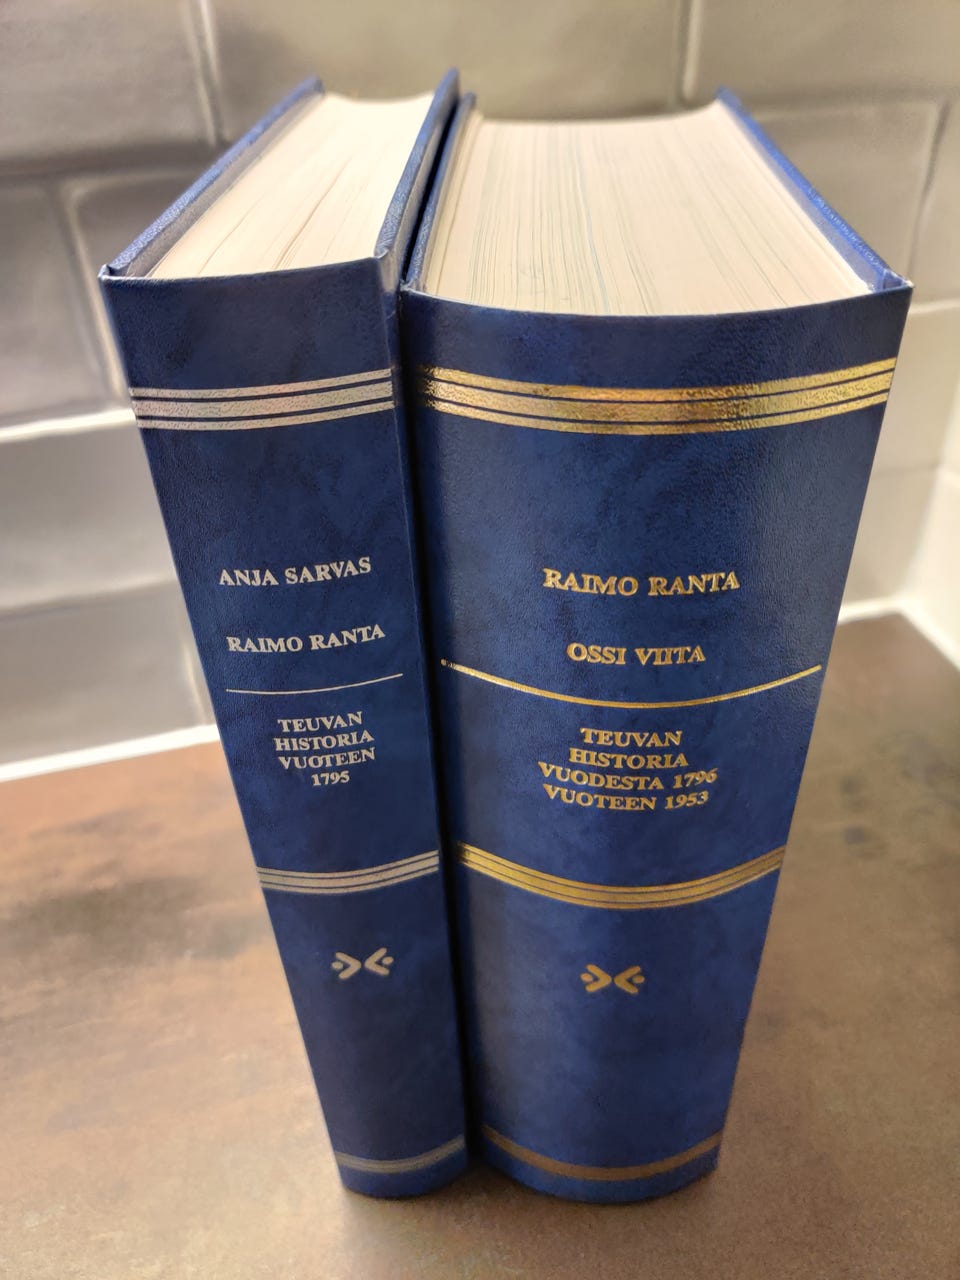 ANJA SARVAS
RAIMO RANTA
TEUVAN
HISTORIA
VUOTEEN
1795
RAIMO RANTA
OSSI VIITA
TEUVAN
HISTORIA
VUODESTA 1796
VUOTEEN 1953